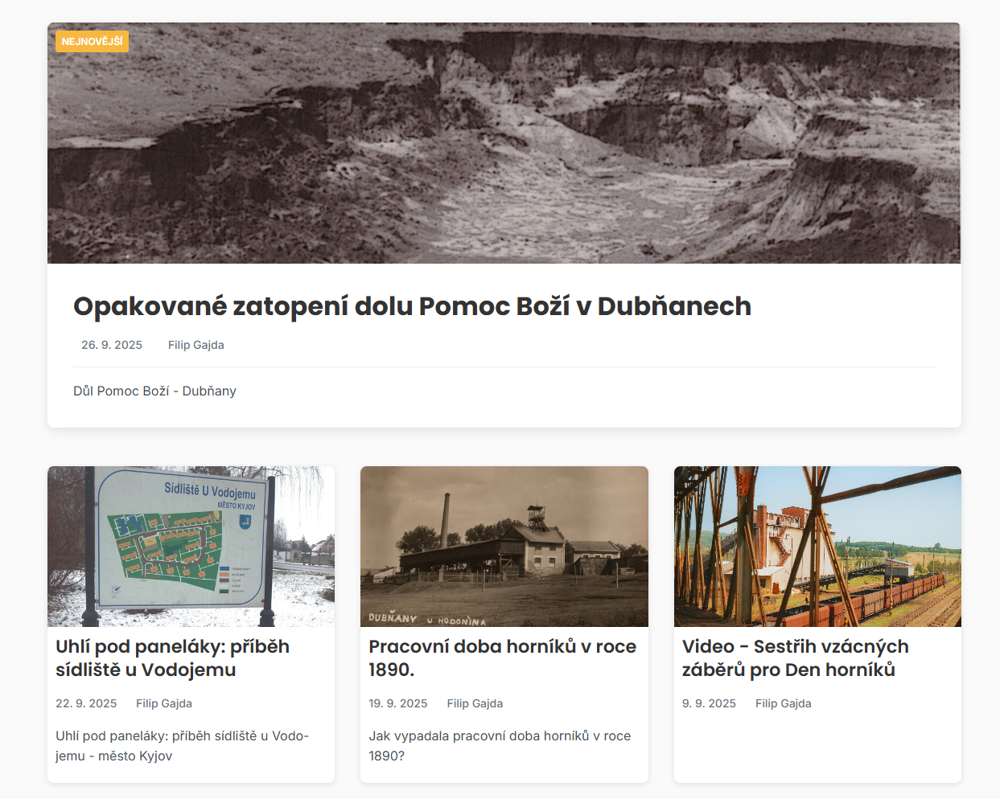 NEJNOVĚJŠÍ
Opakované zatopení dolu Pomoc Boží v Dubňanech
26. 9. 2025 Filip Gajda
Důl Pomoc Boží - Dubňany
Sídliště U Vodojemu
MĚSTO KYJOV
Uhlí pod paneláky: příběh
sídliště u Vodojemu
22. 9. 2025 Filip Gajda
Uhlí pod paneláky: příběh sídliště u Vodo-
jemu - město Kyjov
DUBŇANY U HODONÍNA
Pracovní doba horníků v roce
1890.
19. 9. 2025 Filip Gajda
Jak vypadala pracovní doba horníků v roce
1890?
Video - Sestřih vzácných
záběrů pro Den horníků
9. 9. 2025 Filip Gajda